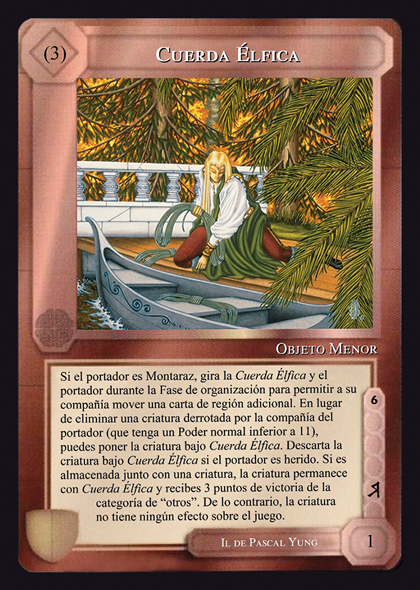 (3)
CUERDA ÉLFICA
OBJETO MENOR
Si el portador es Montaraz, gira la Cuerda Élfica y el
portador durante la Fase de organización para permitir a su
compañía mover una carta de región adicional. En lugar
de eliminar una criatura derrotada por la compañía del
portador (que tenga un Poder normal inferior a 11),
puedes poner la criatura bajo Cuerda Élfica. Descarta la
criatura bajo Cuerda Élfica si el portador es herido. Si es
almacenada junto con una criatura, la criatura permanece
con Cuerda Élfica y recibes 3 puntos de victoria de la
categoría de “otros”. De lo contrario, la criatura
no tiene ningún efecto sobre el juego.
6
IL DE PASCAL YUNG
1